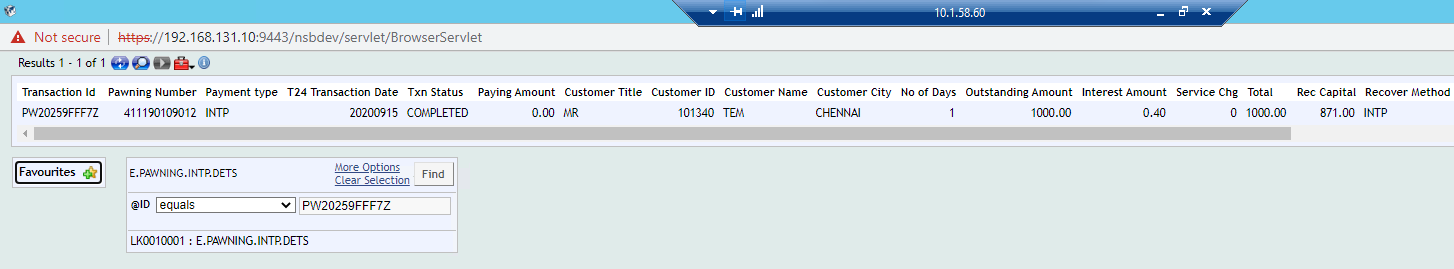 10.1.58.60
Not secure | https://192.168.131.10:9443/nsbdev/servlet/BrowserServlet
Results 1 - 1 of 1
Transaction Id Pawning Number Payment type T24 Transaction Date Txn Status Paying Amount Customer Title Customer ID Customer Name Customer City No of Days Outstanding Amount Interest Amount Service Chg Total Rec Capital Recover Method
PW20259FFF7Z 411190109012 INTP 20200915 COMPLETED 0.00 MR 101340 TEM CHENNAI 1 1000.00 0.40 0 1000.00 871.00 INTP
Favourites
E.PAWNING.INTP.DETS
More Options
Clear Selection
Find
@ID equals PW20259FFF7Z
LK0010001 : E.PAWNING.INTP.DETS